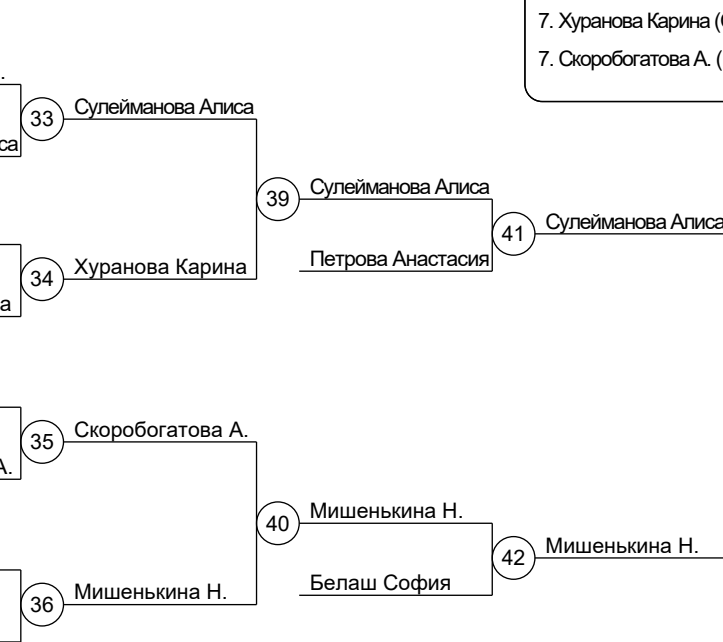 7. Хуранова Карина (
7. Скоробогатова А. (
33 Сулейманова Алиса
са
39 Сулейманова Алиса
41 Сулейманова Алиса
Петрова Анастасия
34 Хуранова Карина
а
35 Скоробогатова А.
А.
40 Мишенькина Н.
42 Мишенькина Н.
Белаш София
36 Мишенькина Н.